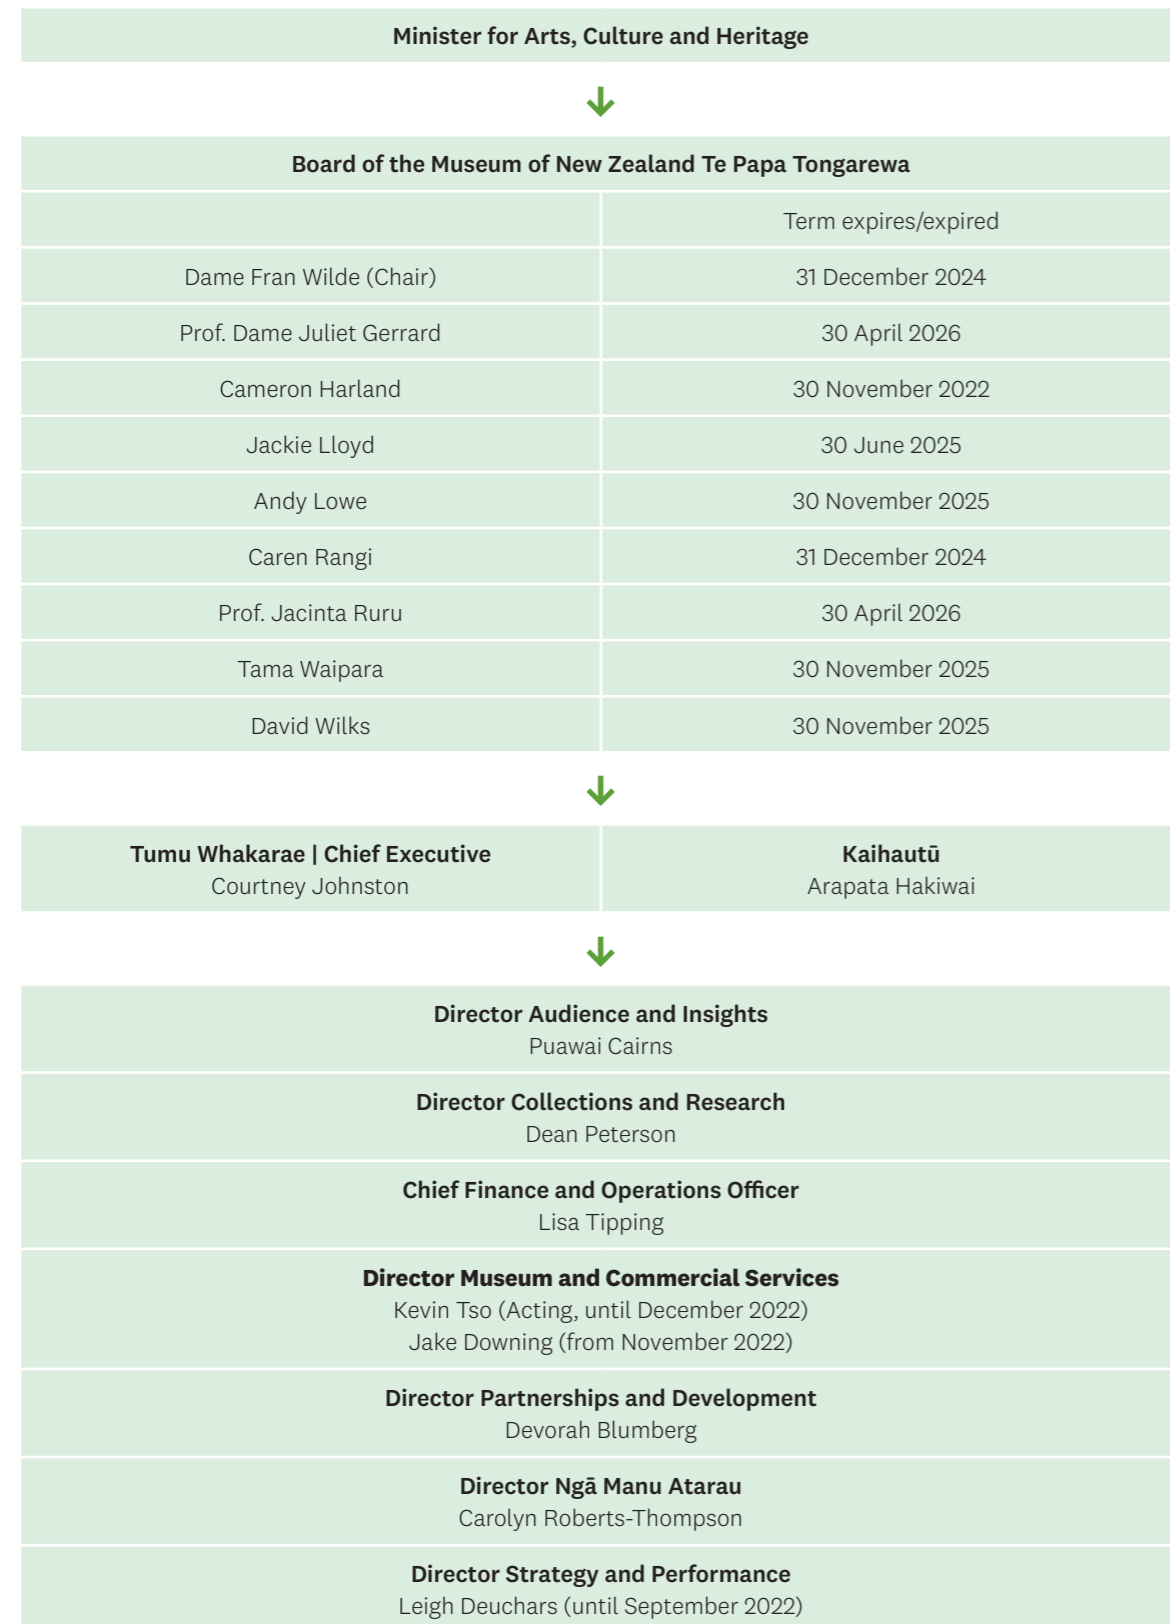 Minister for Arts, Culture and Heritage
Board of the Museum of New Zealand Te Papa Tongarewa
Term expires/expired
Dame Fran Wilde (Chair) 31 December 2024
Prof. Dame Juliet Gerrard 30 April 2026
Cameron Harland 30 November 2022
Jackie Lloyd 30 June 2025
Andy Lowe 30 November 2025
Caren Rangi 31 December 2024
Prof. Jacinta Ruru 30 April 2026
Tama Waipara 30 November 2025
David Wilks 30 November 2025
Tumu Whakarae | Chief Executive
Courtney Johnston
Kaihautū
Arapata Hakiwai
Director Audience and Insights
Puawai Cairns
Director Collections and Research
Dean Peterson
Chief Finance and Operations Officer
Lisa Tipping
Director Museum and Commercial Services
Kevin Tso (Acting, until December 2022)
Jake Downing (from November 2022)
Director Partnerships and Development
Devorah Blumberg
Director Ngā Manu Atarau
Carolyn Roberts-Thompson
Director Strategy and Performance
Leigh Deuchars (until September 2022)